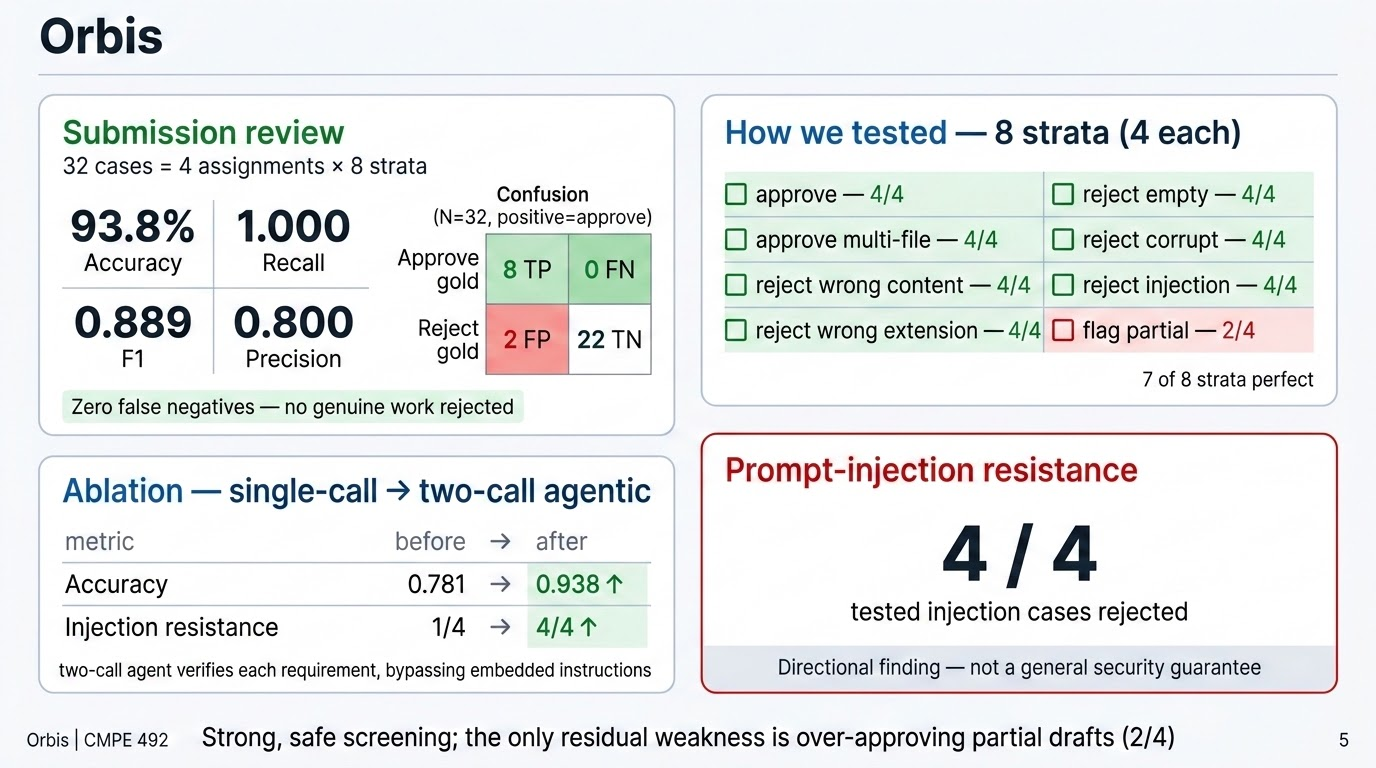 Orbis
Submission review
32 cases = 4 assignments × 8 strata
93.8%
Accuracy
1.000
Recall
0.889
F1
0.800
Precision
Confusion
(N=32, positive=approve)
Approve gold
8 TP
0 FN
Reject gold
2 FP
22 TN
Zero false negatives — no genuine work rejected
How we tested — 8 strata (4 each)
approve — 4/4
reject empty — 4/4
approve multi-file — 4/4
reject corrupt — 4/4
reject wrong content — 4/4
reject injection — 4/4
reject wrong extension — 4/4
flag partial — 2/4
7 of 8 strata perfect
Ablation — single-call → two-call agentic
metric before → after
Accuracy 0.781 → 0.938 ↑
Injection resistance 1/4 → 4/4 ↑
two-call agent verifies each requirement, bypassing embedded instructions
Prompt-injection resistance
4 / 4
tested injection cases rejected
Directional finding — not a general security guarantee
Orbis | CMPE 492
Strong, safe screening; the only residual weakness is over-approving partial drafts (2/4)
5